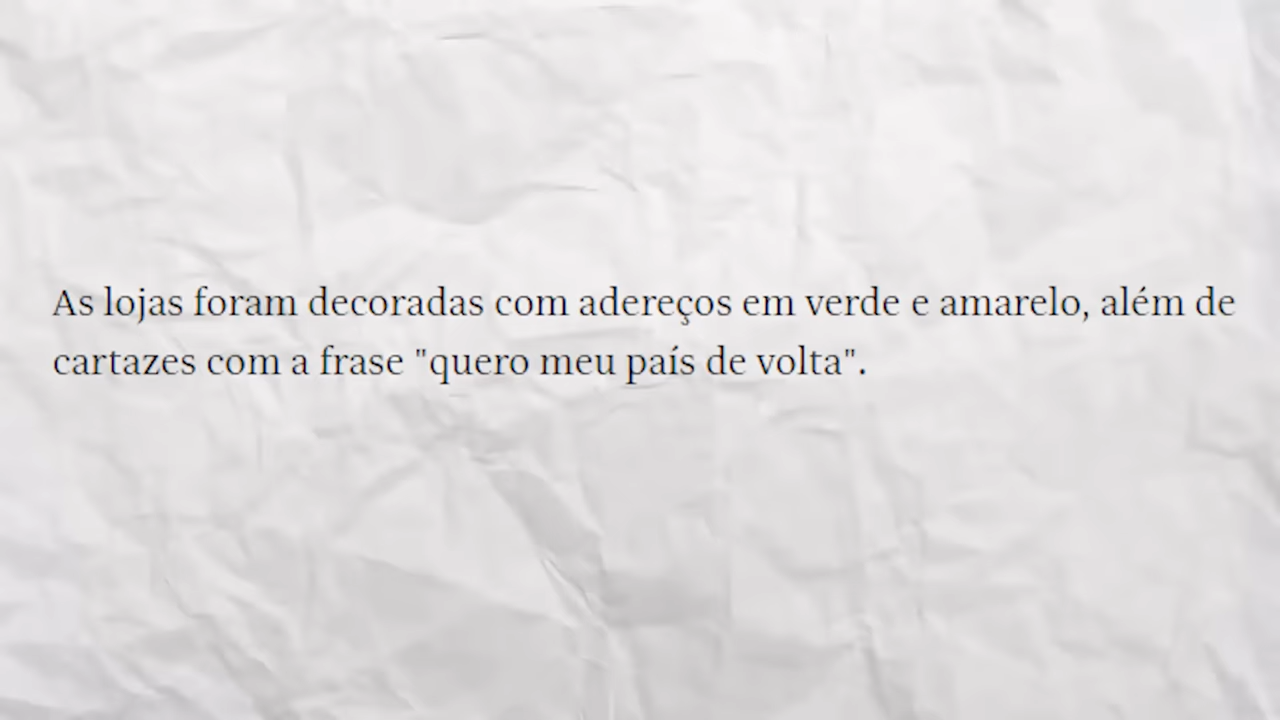 As lojas foram decoradas com adereços em verde e amarelo, além de
cartazes com a frase "quero meu país de volta".